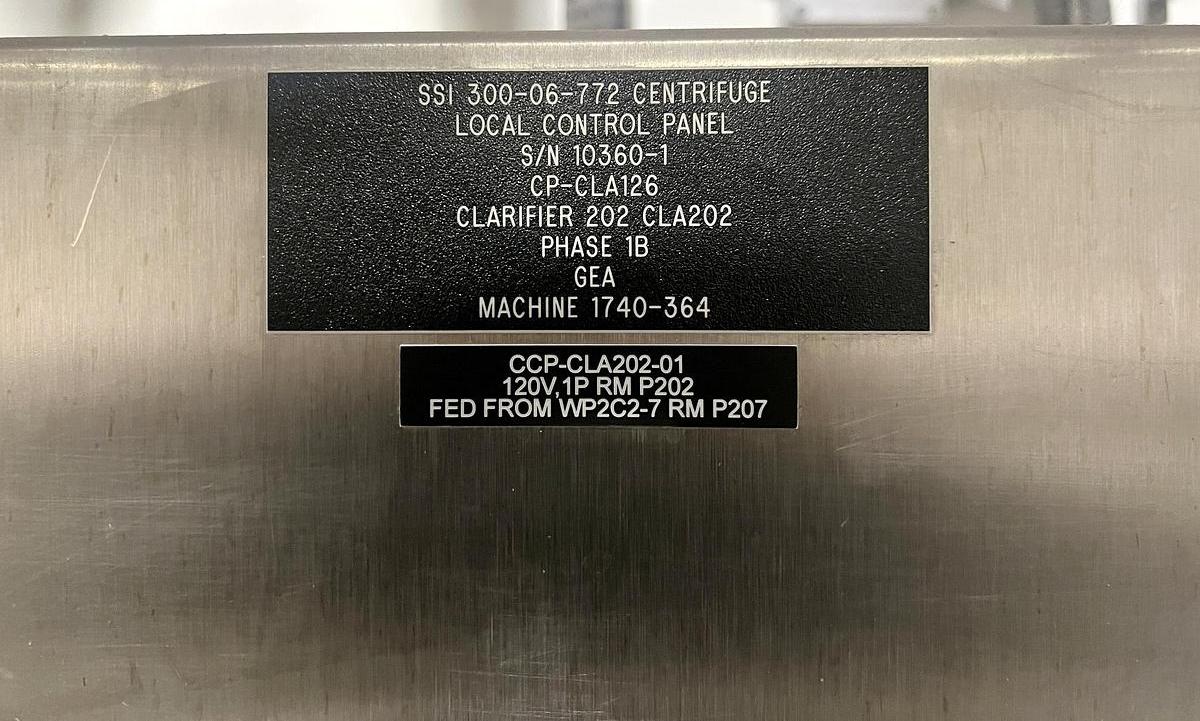 SSI 300-06-772 CENTRIFUGE
LOCAL CONTROL PANEL
S/N 10360-1
CP-CLA126
CLARIFIER 202 CLA202
PHASE 1B
GEA
MACHINE 1740-364
CCP-CLA202-01
120V,1P RM P202
FED FROM WP2C2-7 RM P207